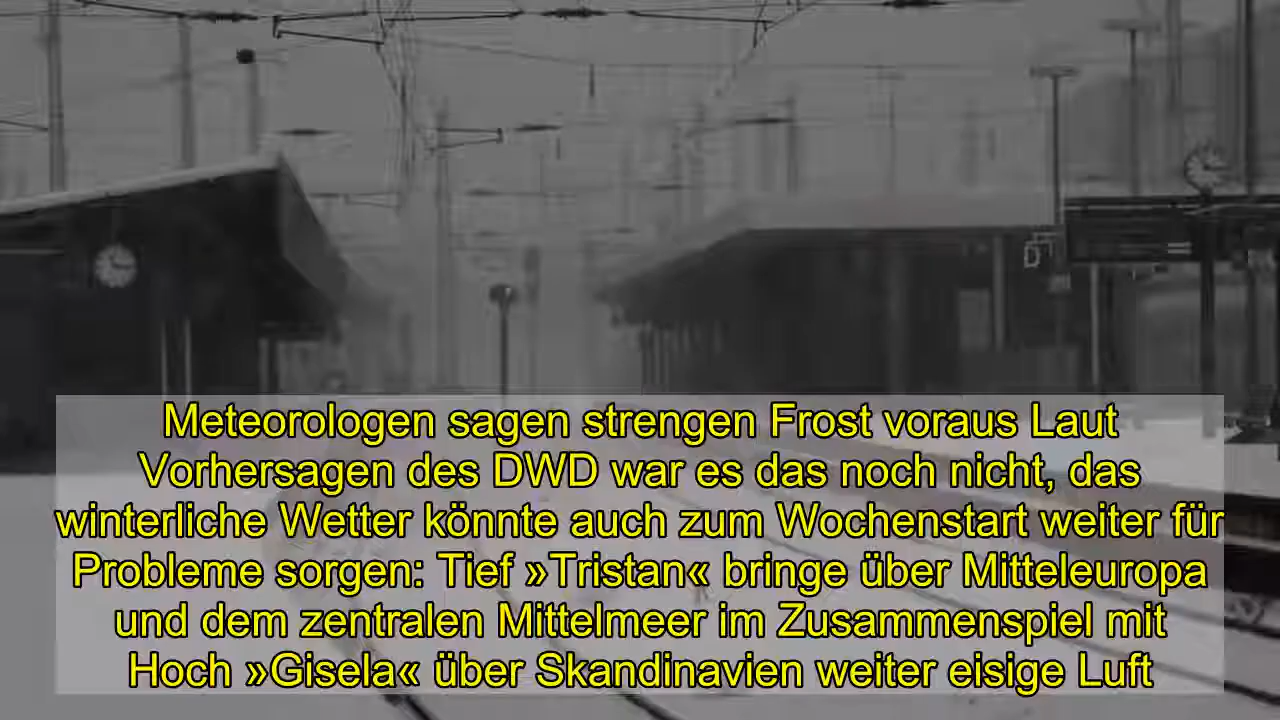 Meteorologen sagen strengen Frost voraus Laut
Vorhersagen des DWD war es das noch nicht, das
winterliche Wetter könnte auch zum Wochenstart weiter für
Probleme sorgen: Tief »Tristan« bringe über Mitteleuropa
und dem zentralen Mittelmeer im Zusammenspiel mit
Hoch »Gisela« über Skandinavien weiter eisige Luft